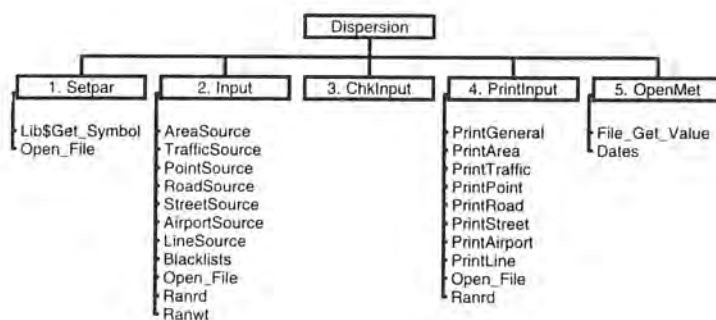 Dispersion
1. Setpar
Lib$Get_Symbol
Open_File
2. Input
AreaSource
TrafficSource
PointSource
RoadSource
StreetSource
AirportSource
LineSource
Blacklists
Open_File
Ranrd
Ranwt
3. ChkInput
4. PrintInput
PrintGeneral
PrintArea
PrintTraffic
PrintPoint
PrintRoad
PrintStreet
PrintAirport
PrintLine
Open_File
Ranrd
5. OpenMet
File_Get_Value
Dates